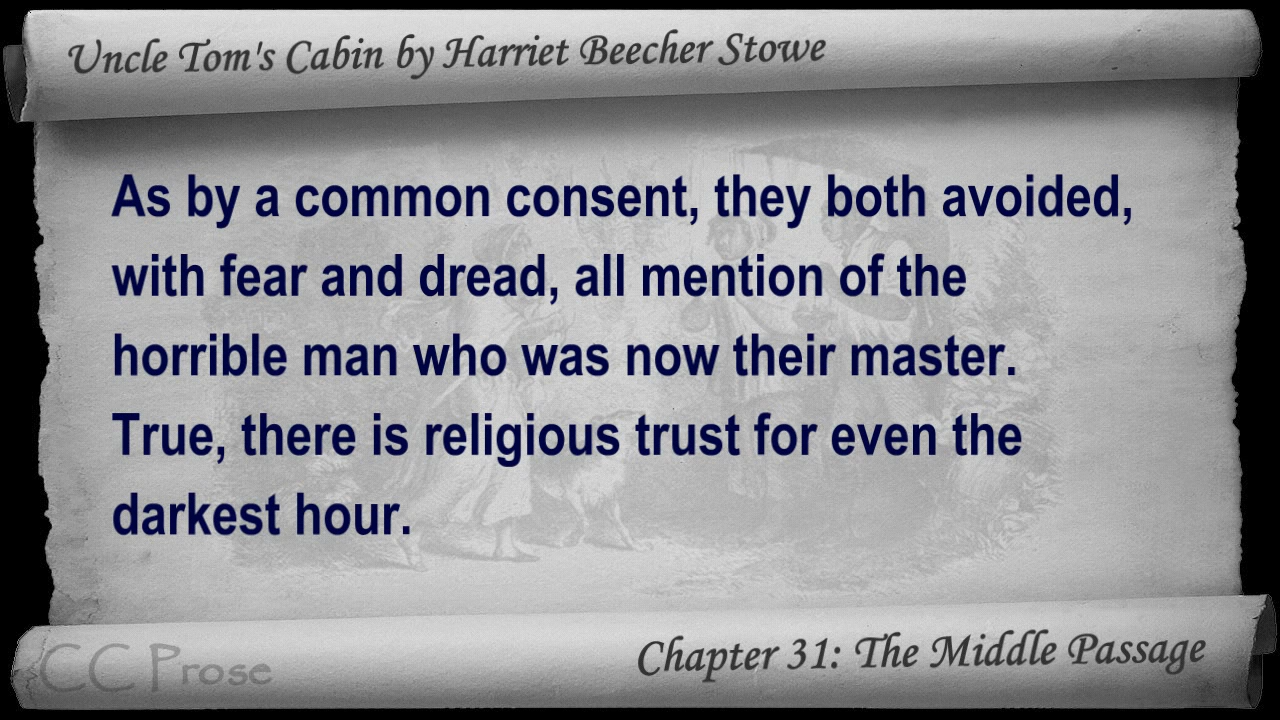 Uncle Tom's Cabin by Harriet Beecher Stowe
As by a common consent, they both avoided,
with fear and dread, all mention of the
horrible man who was now their master.
True, there is religious trust for even the
darkest hour.
CC Prose
Chapter 31: The Middle Passage